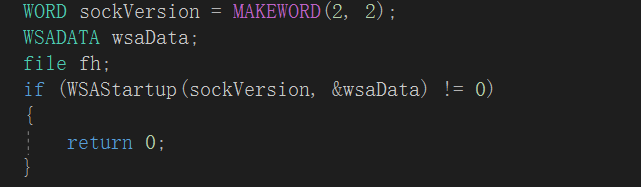 WORD sockVersion = MAKEWORD(2, 2);
WSADATA wsaData;
file fh;
if (WSAStartup(sockVersion, &wsaData) != 0)
{
return 0;
}